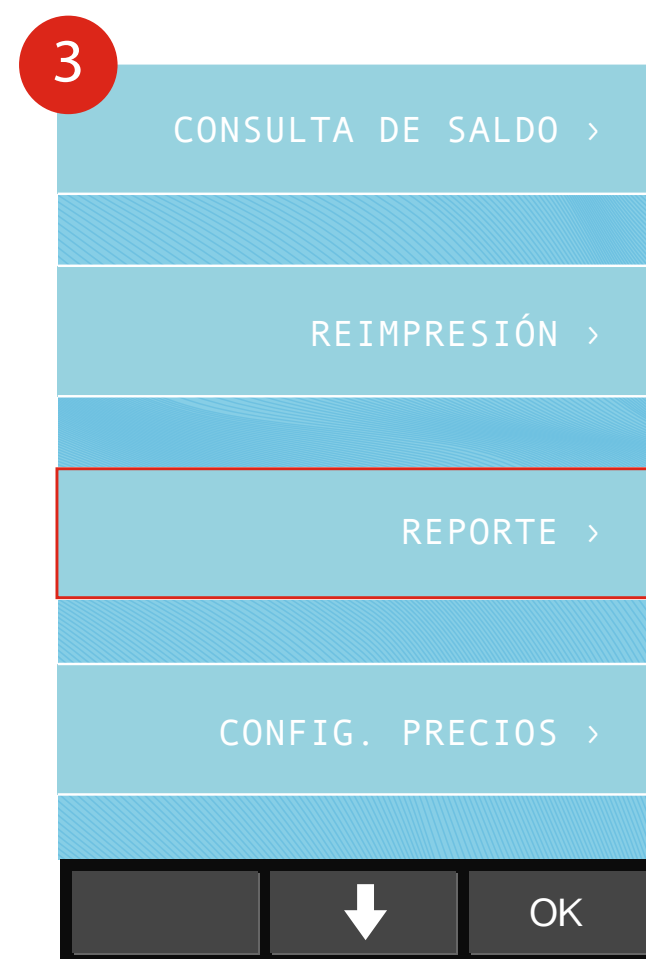 3
CONSULTA DE SALDO >
REIMPRESIÓN >
REPORTE >
CONFIG. PRECIOS >
OK